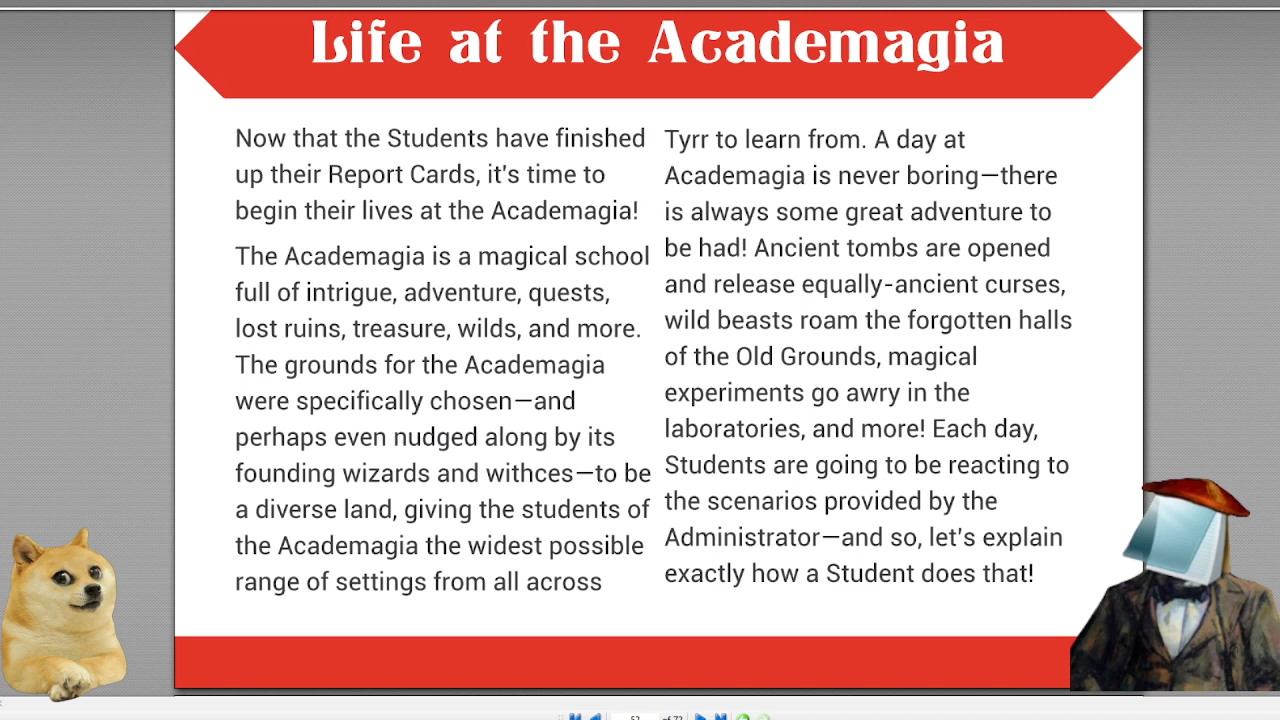 Life at the Academagia
Now that the Students have finished
up their Report Cards, it's time to
begin their lives at the Academagia!
The Academagia is a magical school
full of intrigue, adventure, quests,
lost ruins, treasure, wilds, and more.
The grounds for the Academagia
were specifically chosen—and
perhaps even nudged along by its
founding wizards and withces—to be
a diverse land, giving the students of
the Academagia the widest possible
range of settings from all across
Tyrr to learn from. A day at
Academagia is never boring—there
is always some great adventure to
be had! Ancient tombs are opened
and release equally-ancient curses,
wild beasts roam the forgotten halls
of the Old Grounds, magical
experiments go awry in the
laboratories, and more! Each day,
Students are going to be reacting to
the scenarios provided by the
Administrator—and so, let's explain
exactly how a Student does that!